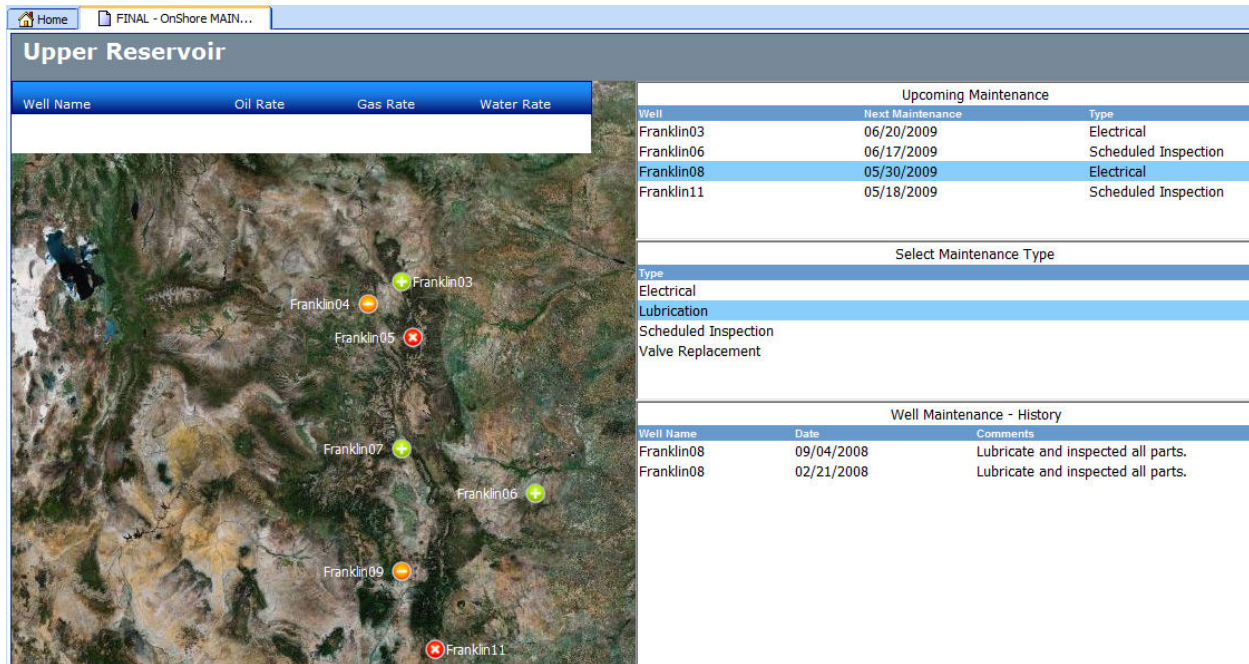 Home FINAL - OnShore MAIN...
Upper Reservoir
Well Name Oil Rate Gas Rate Water Rate
Franklin03
Franklin04
Franklin05
Franklin07
Franklin06
Franklin09
Franklin11
Upcoming Maintenance
Well Next Maintenance Type
Franklin03 06/20/2009 Electrical
Franklin06 06/17/2009 Scheduled Inspection
Franklin08 05/30/2009 Electrical
Franklin11 05/18/2009 Scheduled Inspection
Select Maintenance Type
Type
Electrical
Lubrication
Scheduled Inspection
Valve Replacement
Well Maintenance - History
Well Name Date Comments
Franklin08 09/04/2008 Lubricate and inspected all parts.
Franklin08 02/21/2008 Lubricate and inspected all parts.